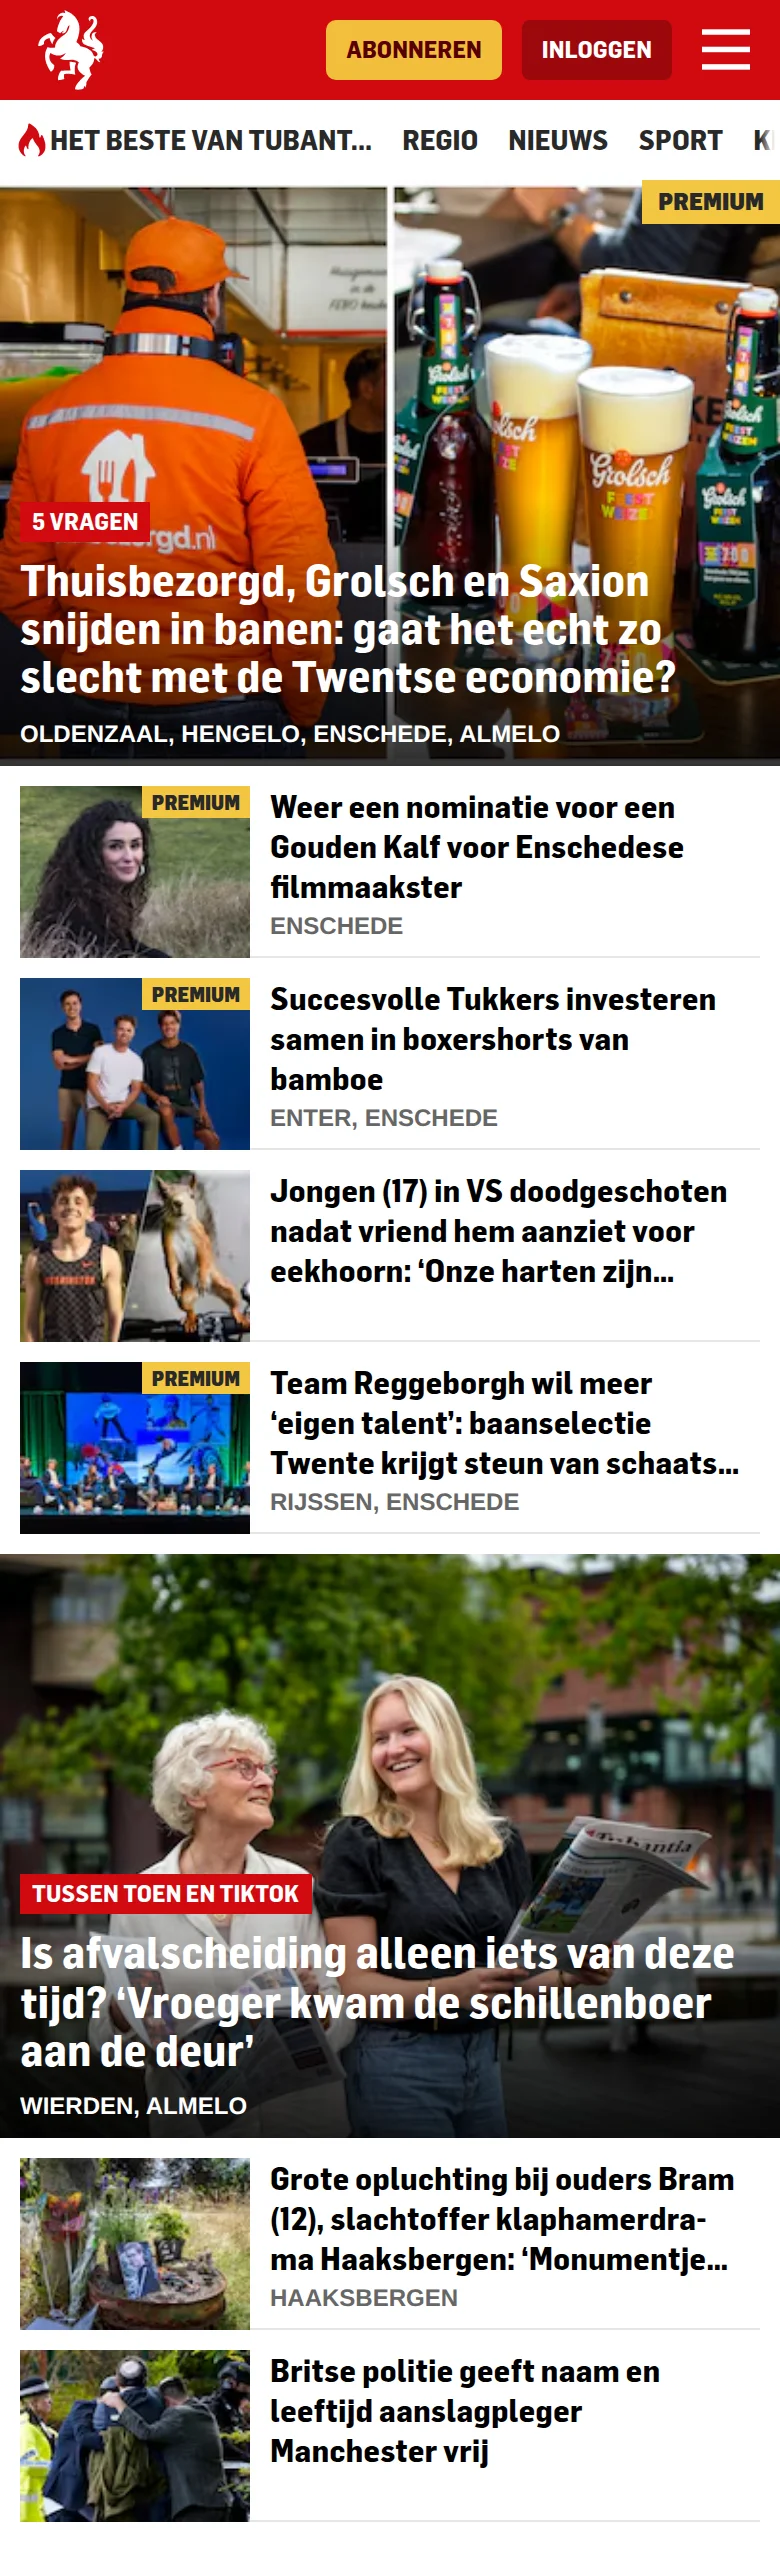 ABONNEREN
INLOGGEN
HET BESTE VAN TUBANT...
REGIO
NIEUWS
SPORT
PREMIUM
Grolsch
Grolsch
Grolsch
FEEST
5 VRAGEN
Thuisbezorgd, Grolsch en Saxion
snijden in banen: gaat het echt zo
slecht met de Twentse economie?
OLDENZAAL, HENGELO, ENSCHEDE, ALMELO
PREMIUM
Weer een nominatie voor een
Gouden Kalf voor Enschedese
filmmaakster
ENSCHEDE
PREMIUM
Succesvolle Tukkers investeren
samen in boxershorts van
bamboe
ENTER, ENSCHEDE
Jongen (17) in VS doodgeschoten
nadat vriend hem aanziet voor
eekhoorn: ‘Onze harten zijn...
PREMIUM
Team Reggeborgh wil meer
‘eigen talent’: baanselectie
Twente krijgt steun van schaats...
RIJSSEN, ENSCHEDE
TUSSEN TOEN EN TIKTOK
Is afvalscheiding alleen iets van deze
tijd? ‘Vroeger kwam de schillenboer
aan de deur’
WIERDEN, ALMELO
Grote opluchting bij ouders Bram
(12), slachtoffer klaphamerdra-
ma Haaksbergen: ‘Monumentje...
HAAKSBERGEN
Britse politie geeft naam en
leeftijd aanslagpleger
Manchester vrij